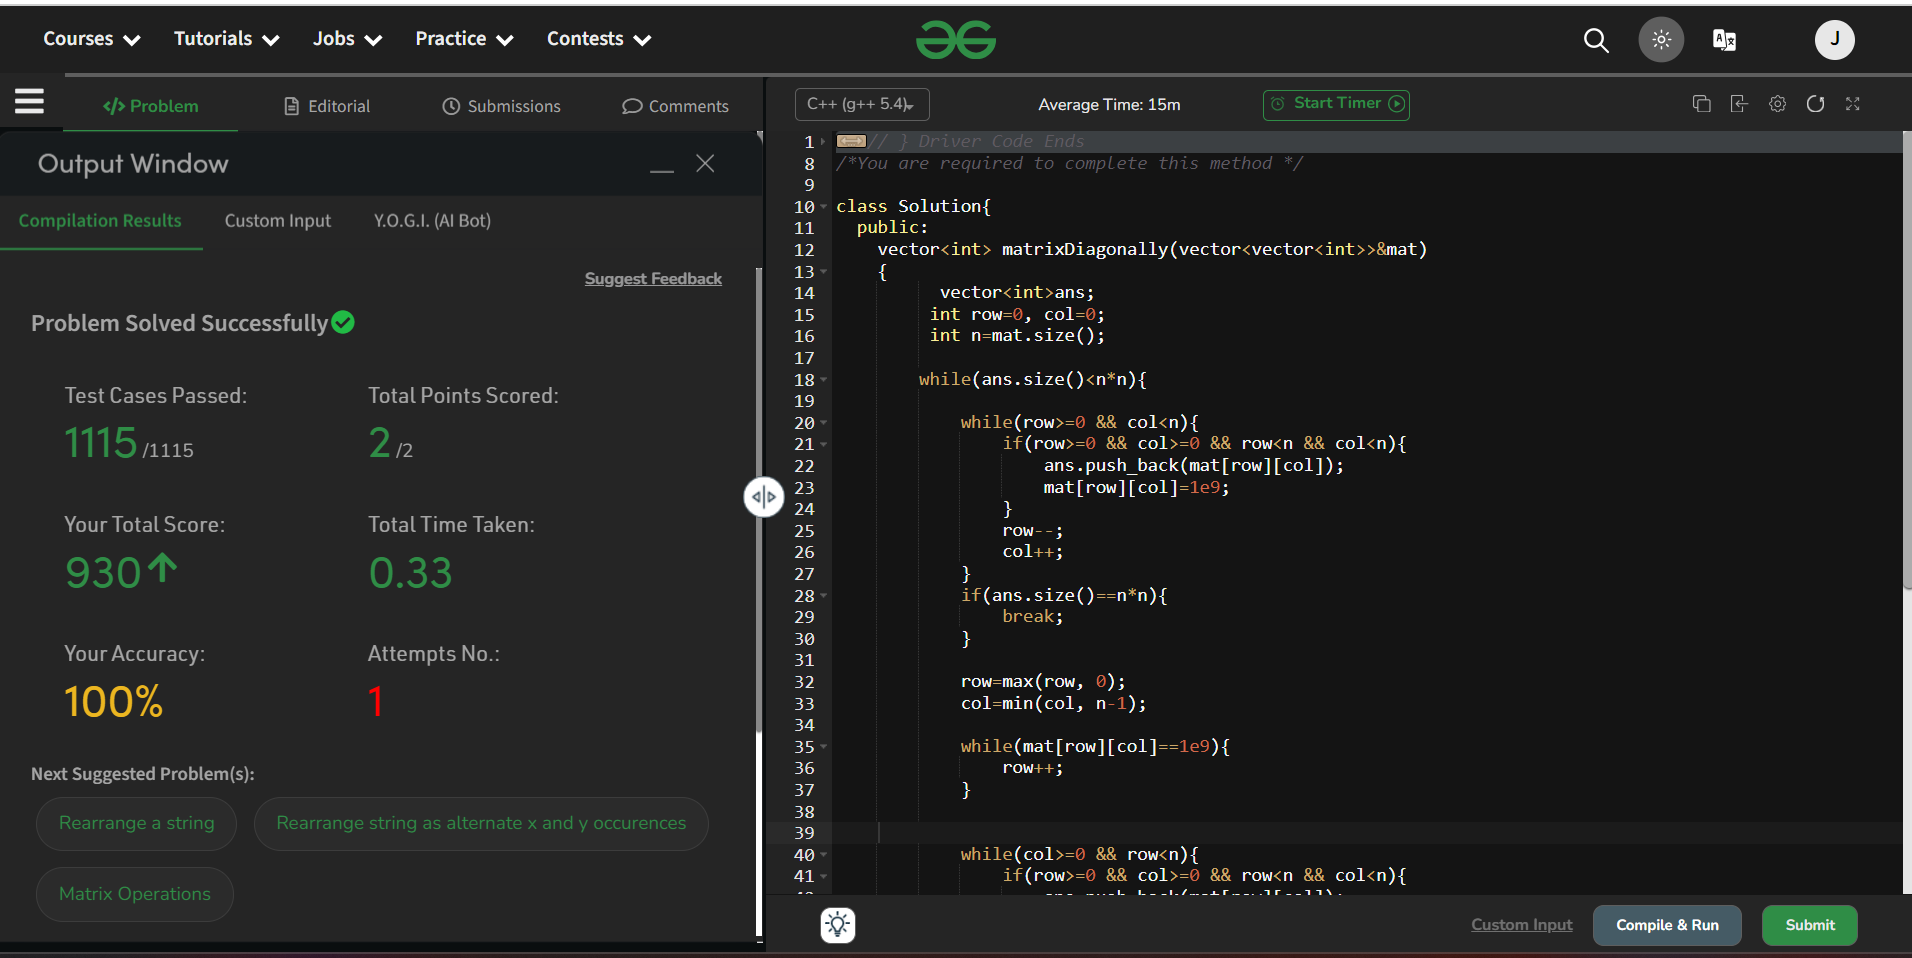 Courses Tutorials Jobs Practice Contests
J
</> Problem Editorial Submissions Comments
C++ (g++ 5.4) Average Time: 15m Start Timer
Output Window
Compilation Results Custom Input Y.O.G.I. (AI Bot)
Suggest Feedback
Problem Solved Successfully
Test Cases Passed: Total Points Scored:
1115 /1115 2 /2
Your Total Score: Total Time Taken:
930 0.33
Your Accuracy: Attempts No.:
100% 1
Next Suggested Problem(s):
Rearrange a string Rearrange string as alternate x and y occurences
Matrix Operations
1 // } Driver Code Ends
8 /*You are required to complete this method */
9
10 class Solution{
11 public:
12 vector<int> matrixDiagonally(vector<vector<int>>&mat)
13 {
14 vector<int>ans;
15 int row=0, col=0;
16 int n=mat.size();
17
18 while(ans.size()<n*n){
19
20 while(row>=0 && col<n){
21 if(row>=0 && col>=0 && row<n && col<n){
22 ans.push_back(mat[row][col]);
23 mat[row][col]=1e9;
24 }
25 row--;
26 col++;
27 }
28 if(ans.size()==n*n){
29 break;
30 }
31
32 row=max(row, 0);
33 col=min(col, n-1);
34
35 while(mat[row][col]==1e9){
36 row++;
37 }
38
39
40 while(col>=0 && row<n){
41 if(row>=0 && col>=0 && row<n && col<n){
Custom Input Compile & Run Submit